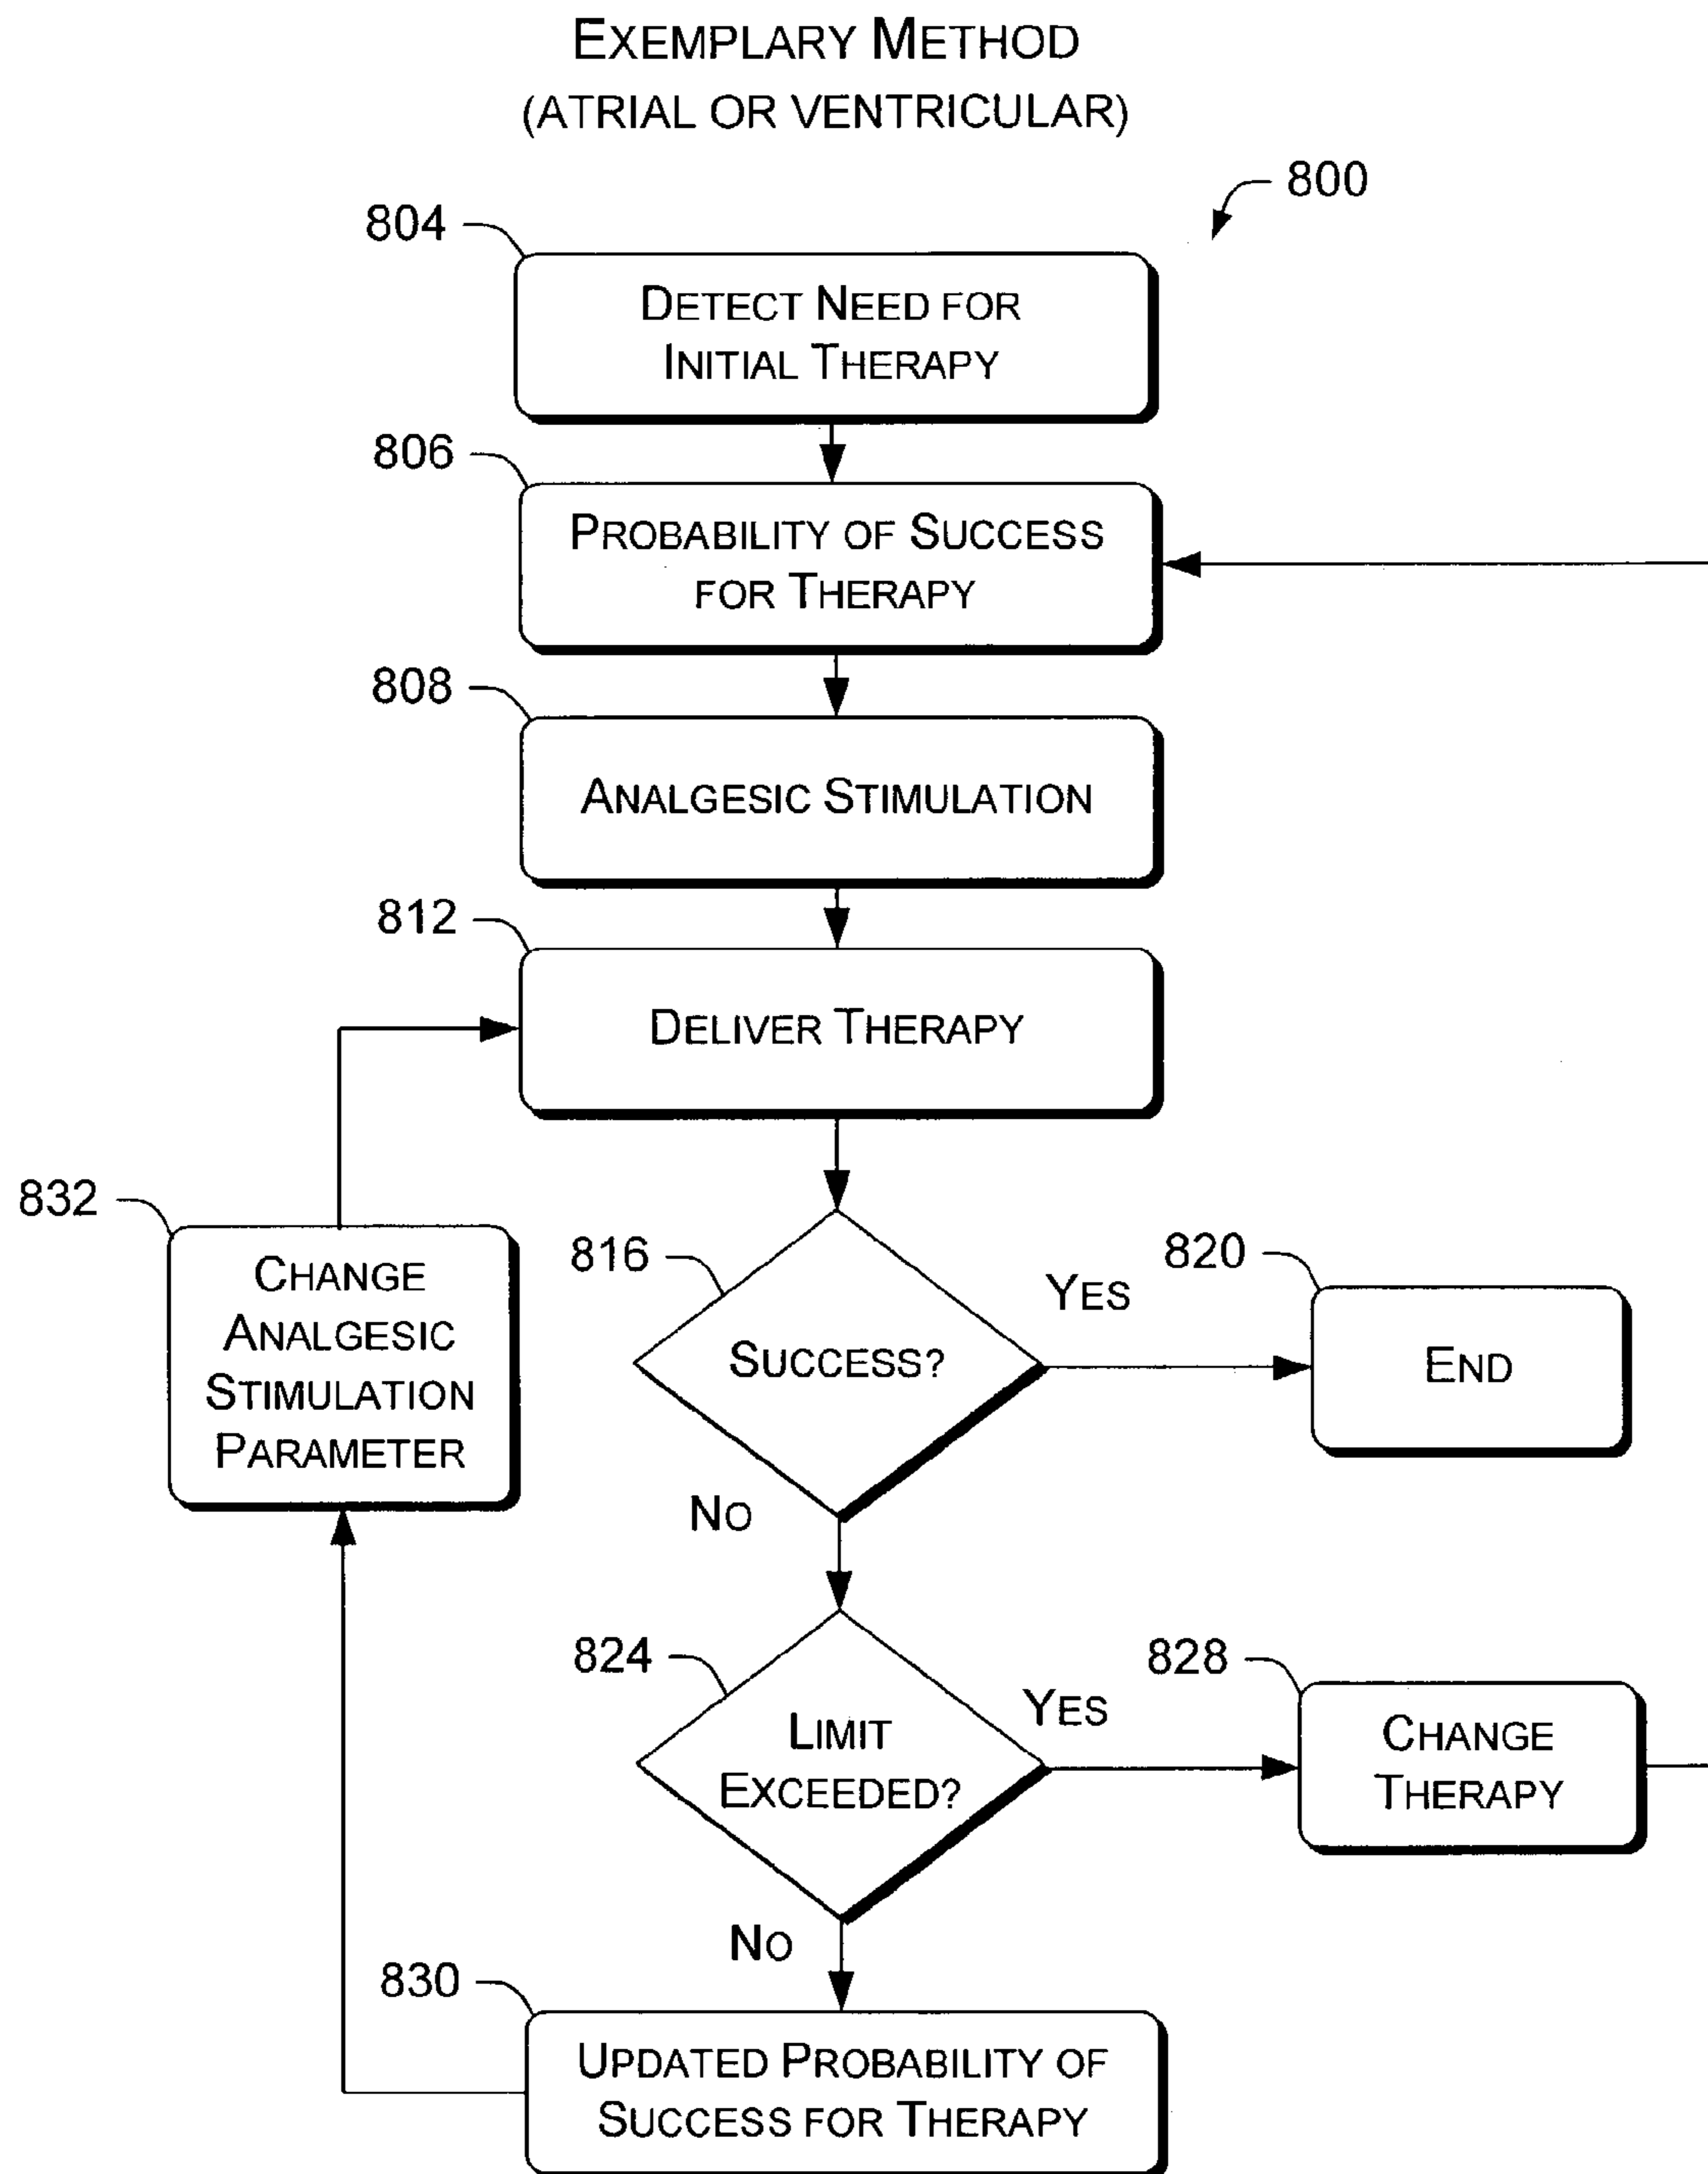 EXEMPLARY METHOD
(ATRIAL OR VENTRICULAR)
800
804
DETECT NEED FOR
INITIAL THERAPY
806
PROBABILITY OF SUCCESS
FOR THERAPY
808
ANALGESIC STIMULATION
812
DELIVER THERAPY
832
CHANGE
ANALGESIC
STIMULATION
PARAMETER
816
SUCCESS?
YES
820
END
NO
824
LIMIT
EXCEEDED?
YES
828
CHANGE
THERAPY
NO
830
UPDATED PROBABILITY OF
SUCCESS FOR THERAPY